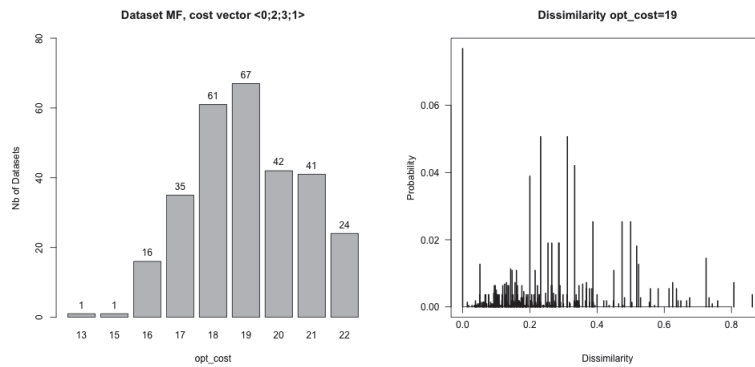 Dataset MF, cost vector <0;2;3;1>
Nb of Datasets
80
60
40
20
0
1
1
16
35
61
67
42
41
24
13 15 16 17 18 19 20 21 22
opt_cost
Dissimilarity opt_cost=19
Probability
0.06
0.04
0.02
0.00
0.0 0.2 0.4 0.6 0.8
Dissimilarity